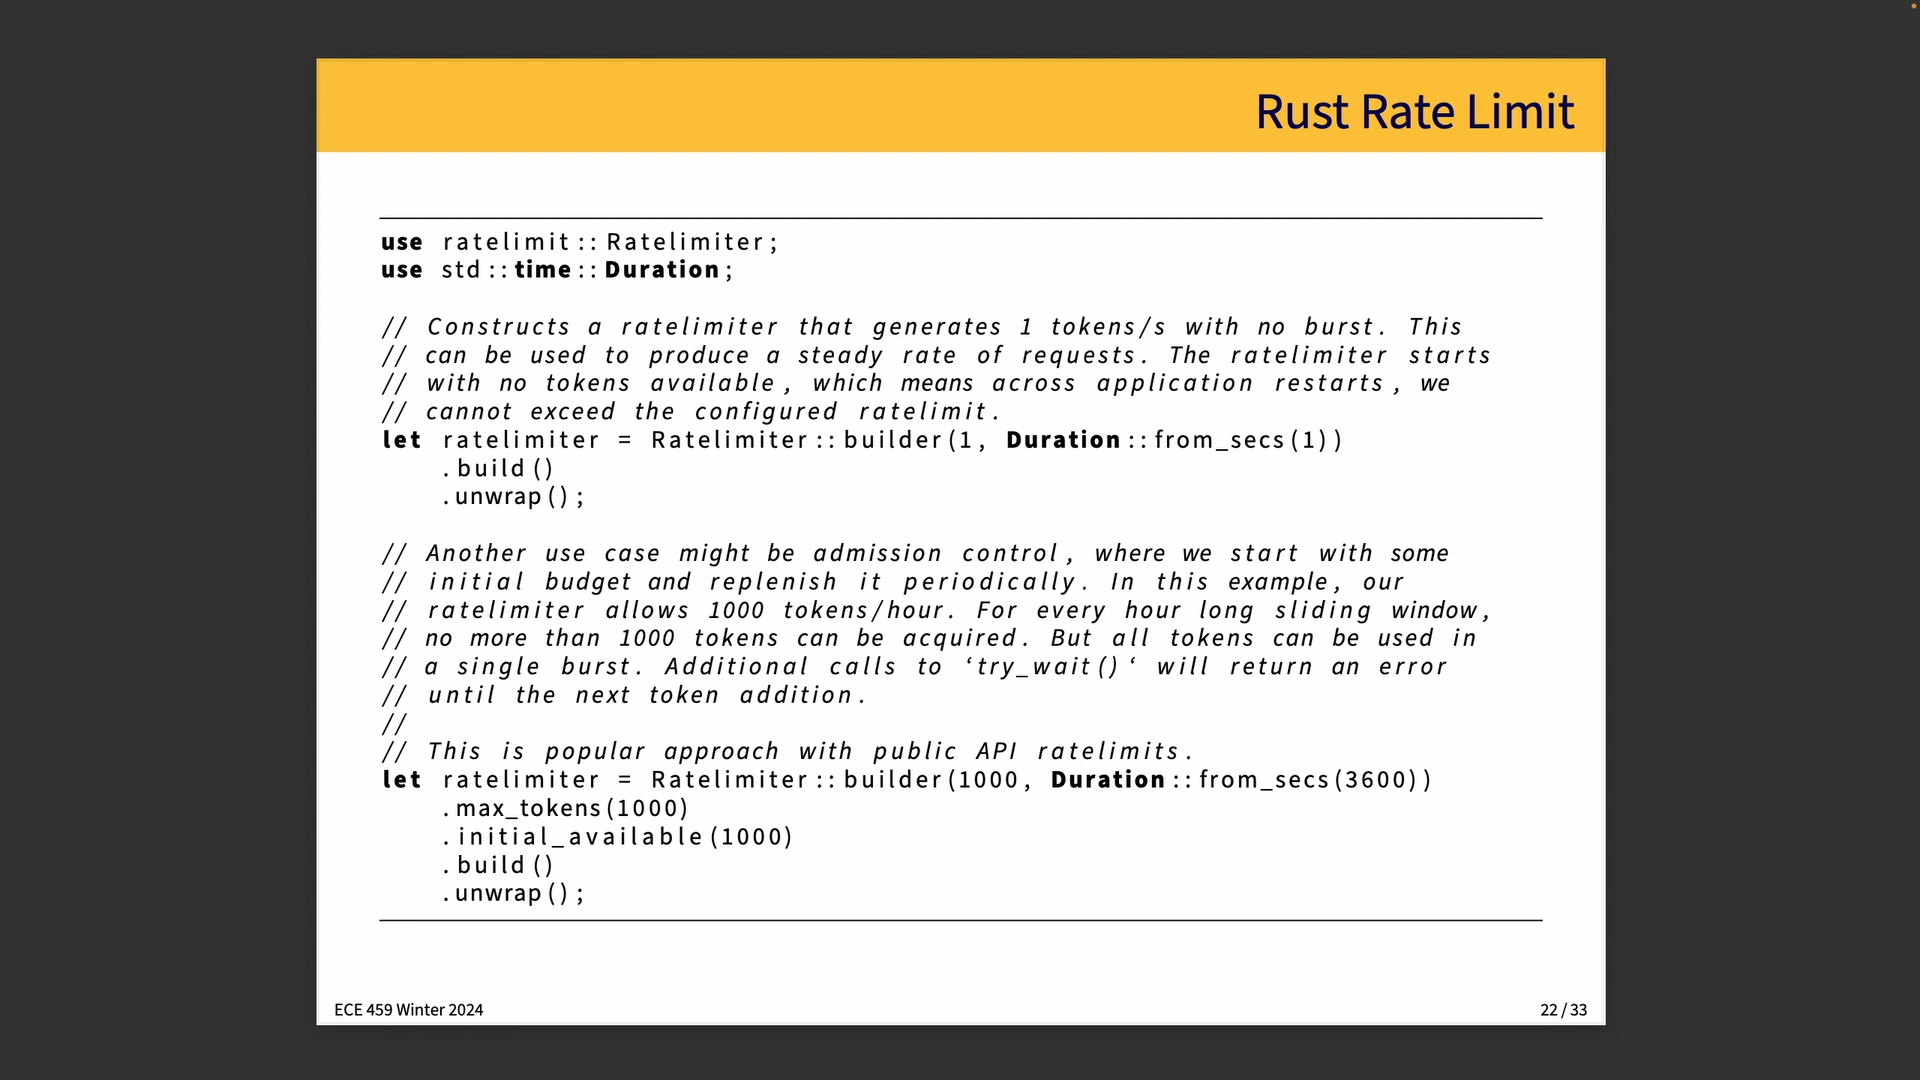 Rust Rate Limit
use ratelimit::Ratelimiter;
use std::time::Duration;
// Constructs a ratelimiter that generates 1 tokens/s with no burst. This
// can be used to produce a steady rate of requests. The ratelimiter starts
// with no tokens available, which means across application restarts, we
// cannot exceed the configured ratelimit.
let ratelimiter = Ratelimiter::builder(1, Duration::from_secs(1))
    .build()
    .unwrap();
// Another use case might be admission control, where we start with some
// initial budget and replenish it periodically. In this example, our
// ratelimiter allows 1000 tokens/hour. For every hour long sliding window,
// no more than 1000 tokens can be acquired. But all tokens can be used in
// a single burst. Additional calls to ‘try_wait()‘ will return an error
// until the next token addition.
//
// This is popular approach with public API ratelimits.
let ratelimiter = Ratelimiter::builder(1000, Duration::from_secs(3600))
    .max_tokens(1000)
    .initial_available(1000)
    .build()
    .unwrap();
ECE 459 Winter 2024
22 / 33